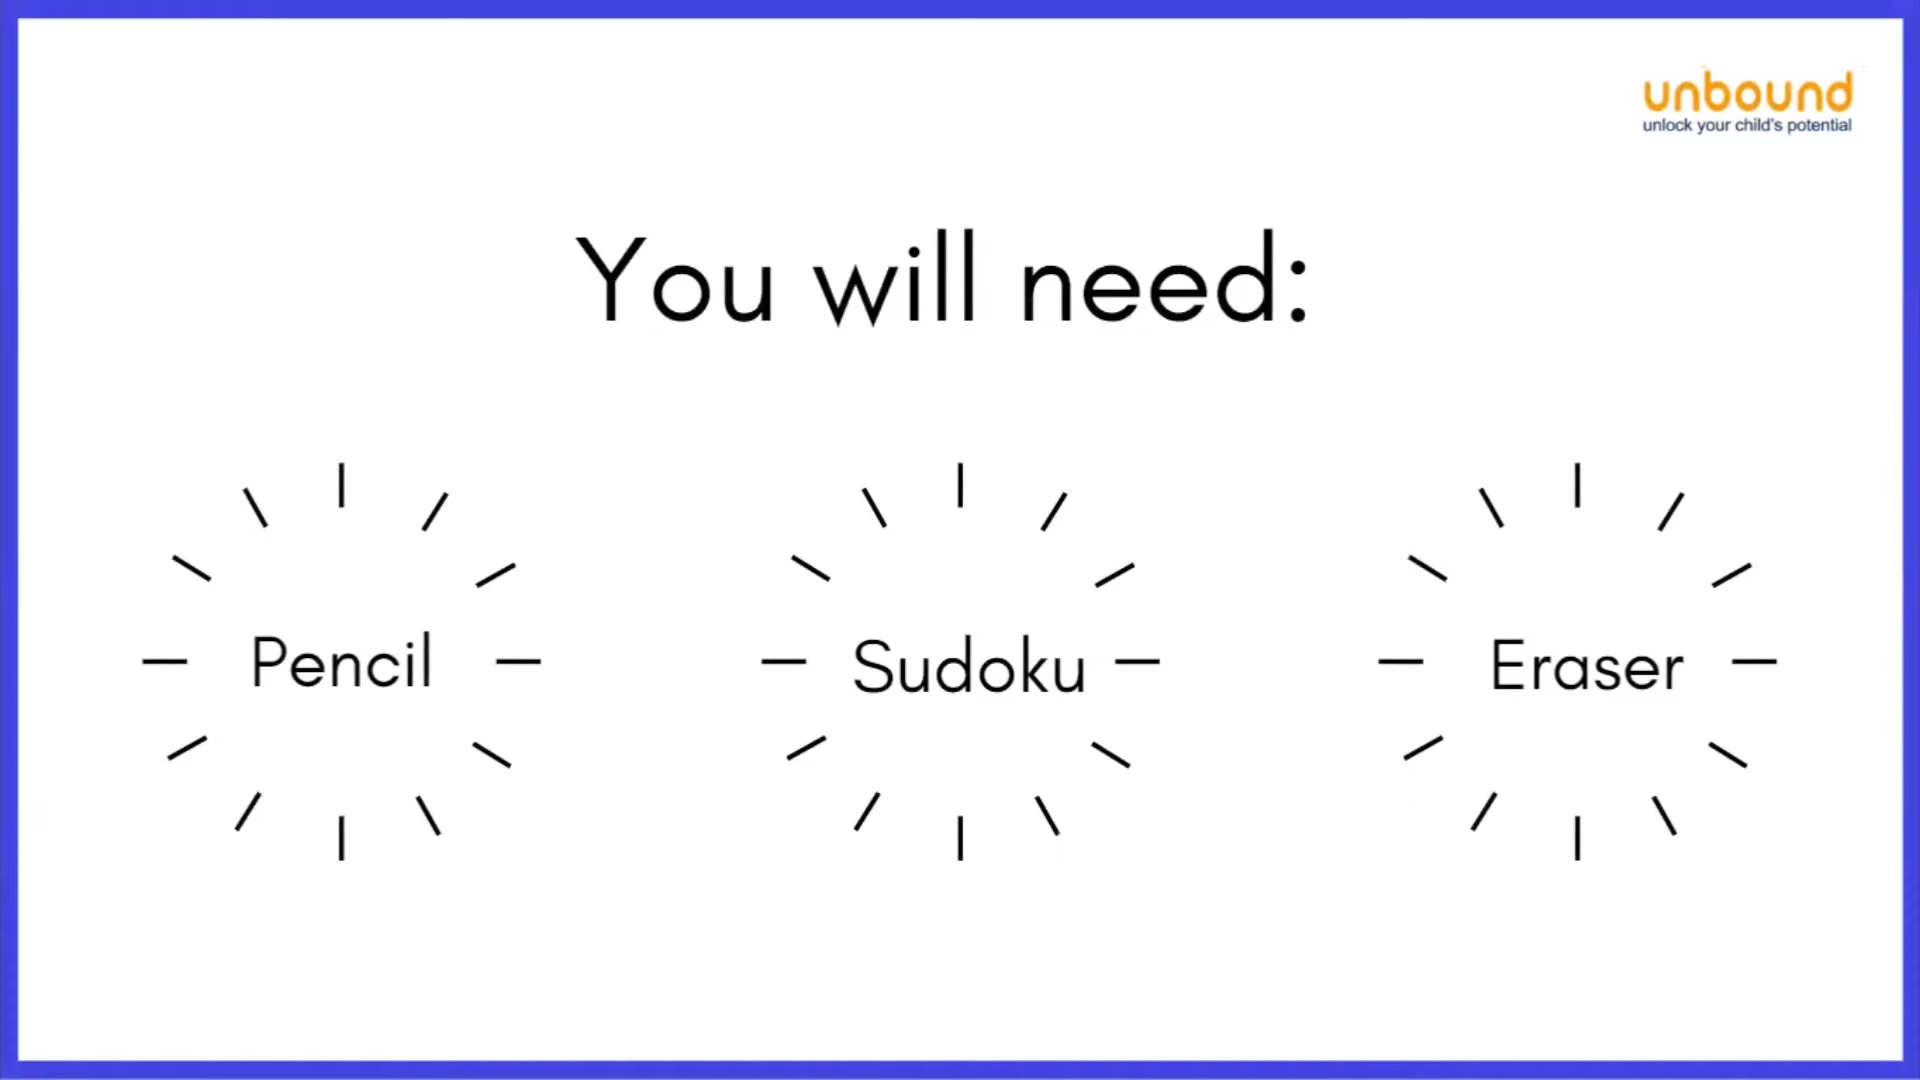 unbound
unlock your child's potential
You will need:
Pencil
Sudoku
Eraser